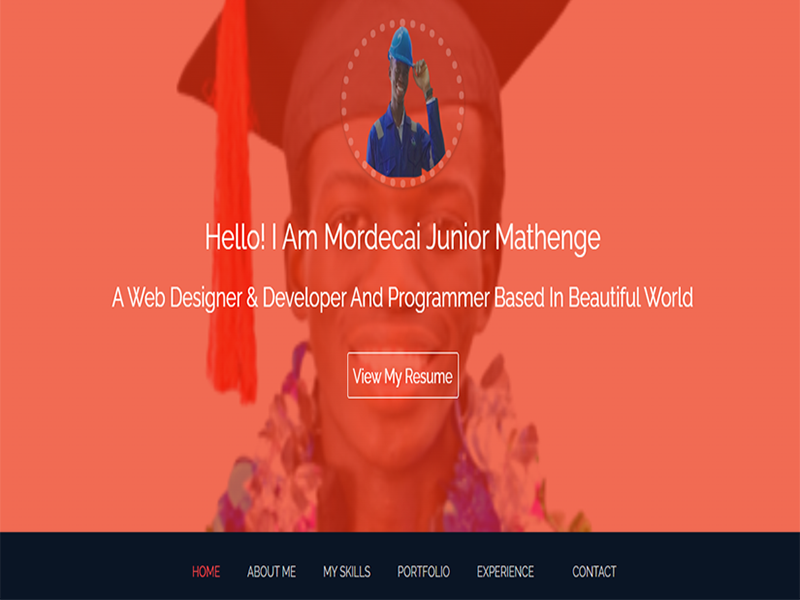 Hello! I Am Mordecai Junior Mathenge
A Web Designer & Developer And Programmer Based In Beautiful World
View My Resume
HOME ABOUT ME MY SKILLS PORTFOLIO EXPERIENCE CONTACT